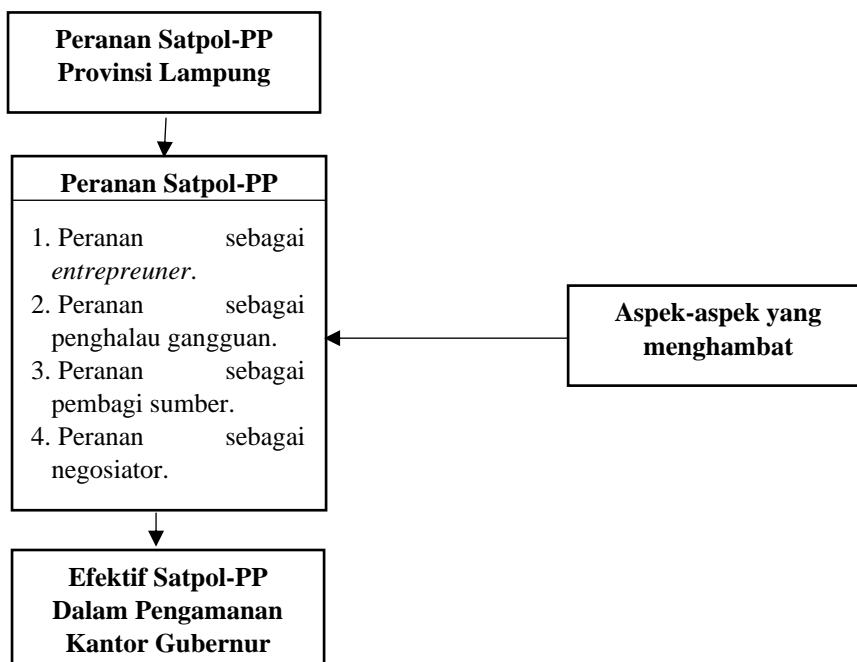 Peranan Satpol-PP
Provinsi Lampung
Peranan Satpol-PP
1. Peranan sebagai
entrepreuner.
2. Peranan sebagai
penghalau gangguan.
3. Peranan sebagai
pembagi sumber.
4. Peranan sebagai
negosiator.
Aspek-aspek yang
menghambat
Efektif Satpol-PP
Dalam Pengamanan
Kantor Gubernur